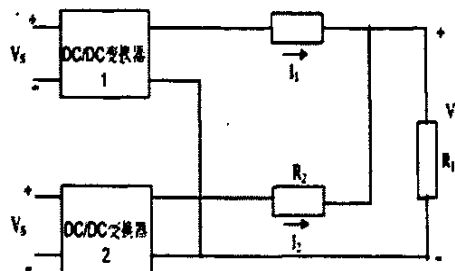 +
Vs
-
DC/DC变换器
1
I₁
+
V
R₁
-
+
Vs
-
DC/DC变换器
2
R₂
I₂